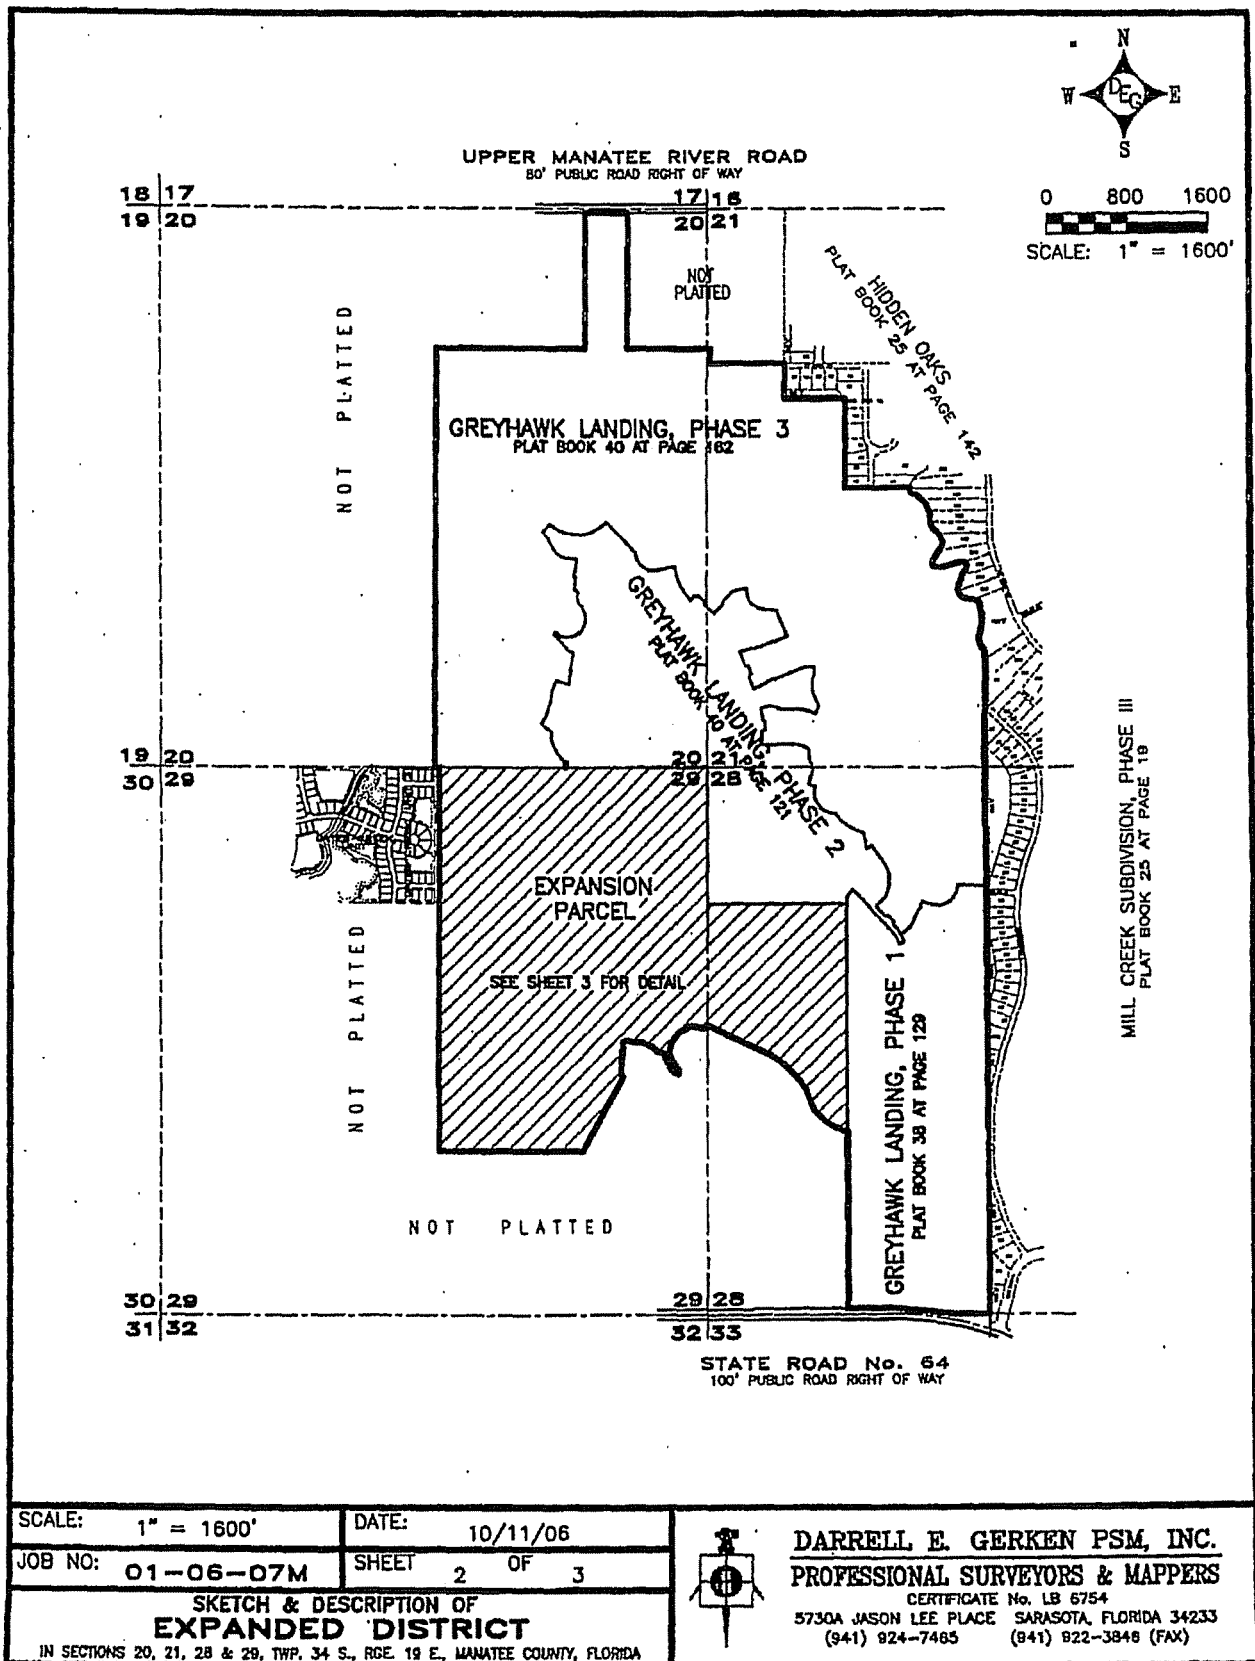 N
W DEG E
S
0 800 1600
SCALE: 1" = 1600'
UPPER MANATEE RIVER ROAD
80' PUBLIC ROAD RIGHT OF WAY
18 17
19 20
17 16
20 21
NOT
PLATTED
HIDDEN OAKS
PLAT BOOK 25 AT PAGE 142
NOT PLATTED
GREYHAWK LANDING, PHASE 3
PLAT BOOK 40 AT PAGE 162
GREYHAWK LANDING, PHASE 2
PLAT BOOK 40 AT PAGE 121
MILL CREEK SUBDIVISION, PHASE III
PLAT BOOK 25 AT PAGE 19
19 20
30 29
20 21
29 28
EXPANSION
PARCEL
SEE SHEET 3 FOR DETAIL
NOT PLATTED
GREYHAWK LANDING, PHASE 1
PLAT BOOK 38 AT PAGE 129
NOT PLATTED
30 29
31 32
29 28
32 33
STATE ROAD No. 64
100' PUBLIC ROAD RIGHT OF WAY
SCALE: 1" = 1600'
DATE: 10/11/06
JOB NO: 01-06-07M
SHEET 2 OF 3
SKETCH & DESCRIPTION OF
EXPANDED DISTRICT
IN SECTIONS 20, 21, 28 & 29, TWP. 34 S., RGE. 19 E., MANATEE COUNTY, FLORIDA
DARRELL E. GERKEN PSM, INC.
PROFESSIONAL SURVEYORS & MAPPERS
CERTIFICATE No. LB 6754
5730A JASON LEE PLACE SARASOTA, FLORIDA 34233
(941) 924-7465 (941) 922-3846 (FAX)